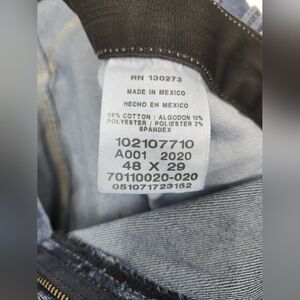 RN 130273
MADE IN MEXICO
HECHO EN MEXICO
88% COTTON / ALGODON 10%
POLYESTER / POLIESTER 2%
SPANDEX
102107710
A001 2020
48 X 29
70110020-020
051071723152